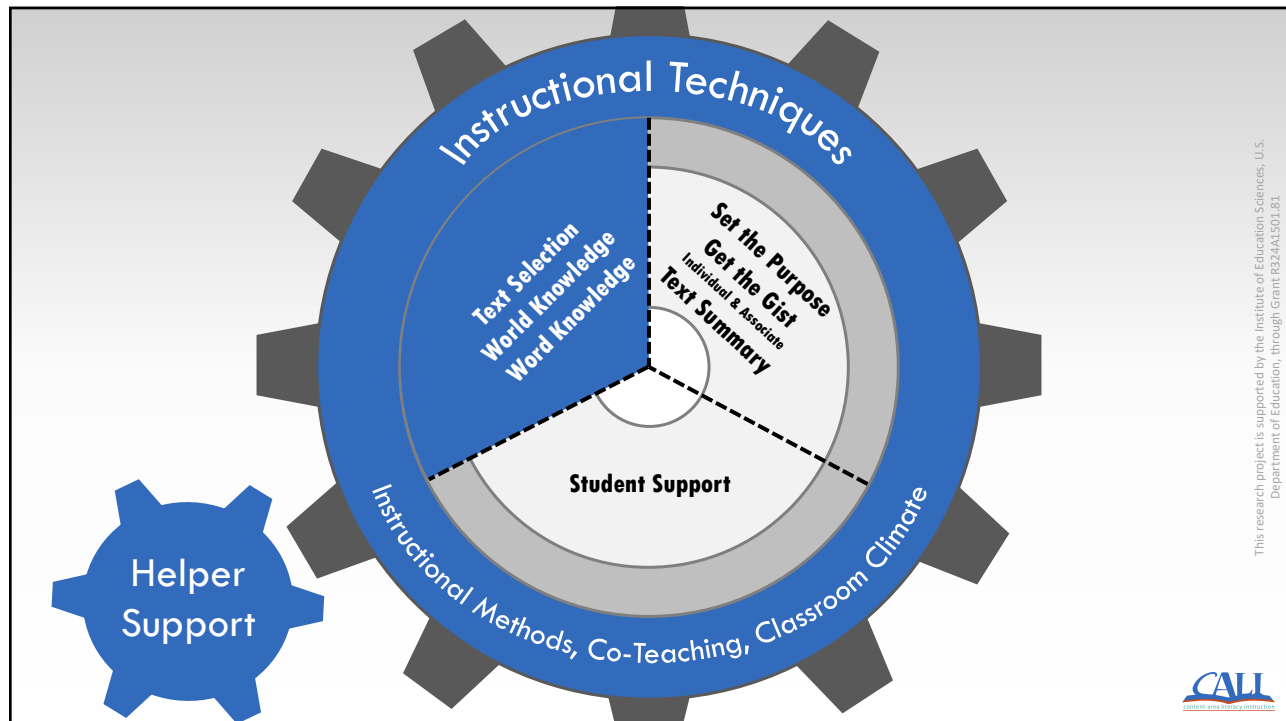 Instructional Techniques
Text Selection
World Knowledge
Word Knowledge
Set the Purpose
Get the Gist
Individual & Associate
Text Summary
Student Support
Instructional Methods, Co-Teaching, Classroom Climate
Helper
Support
This research project is supported by the Institute of Education Sciences, U.S.
Department of Education, through Grant R324A1501.81
CALI
content-area literacy instruction